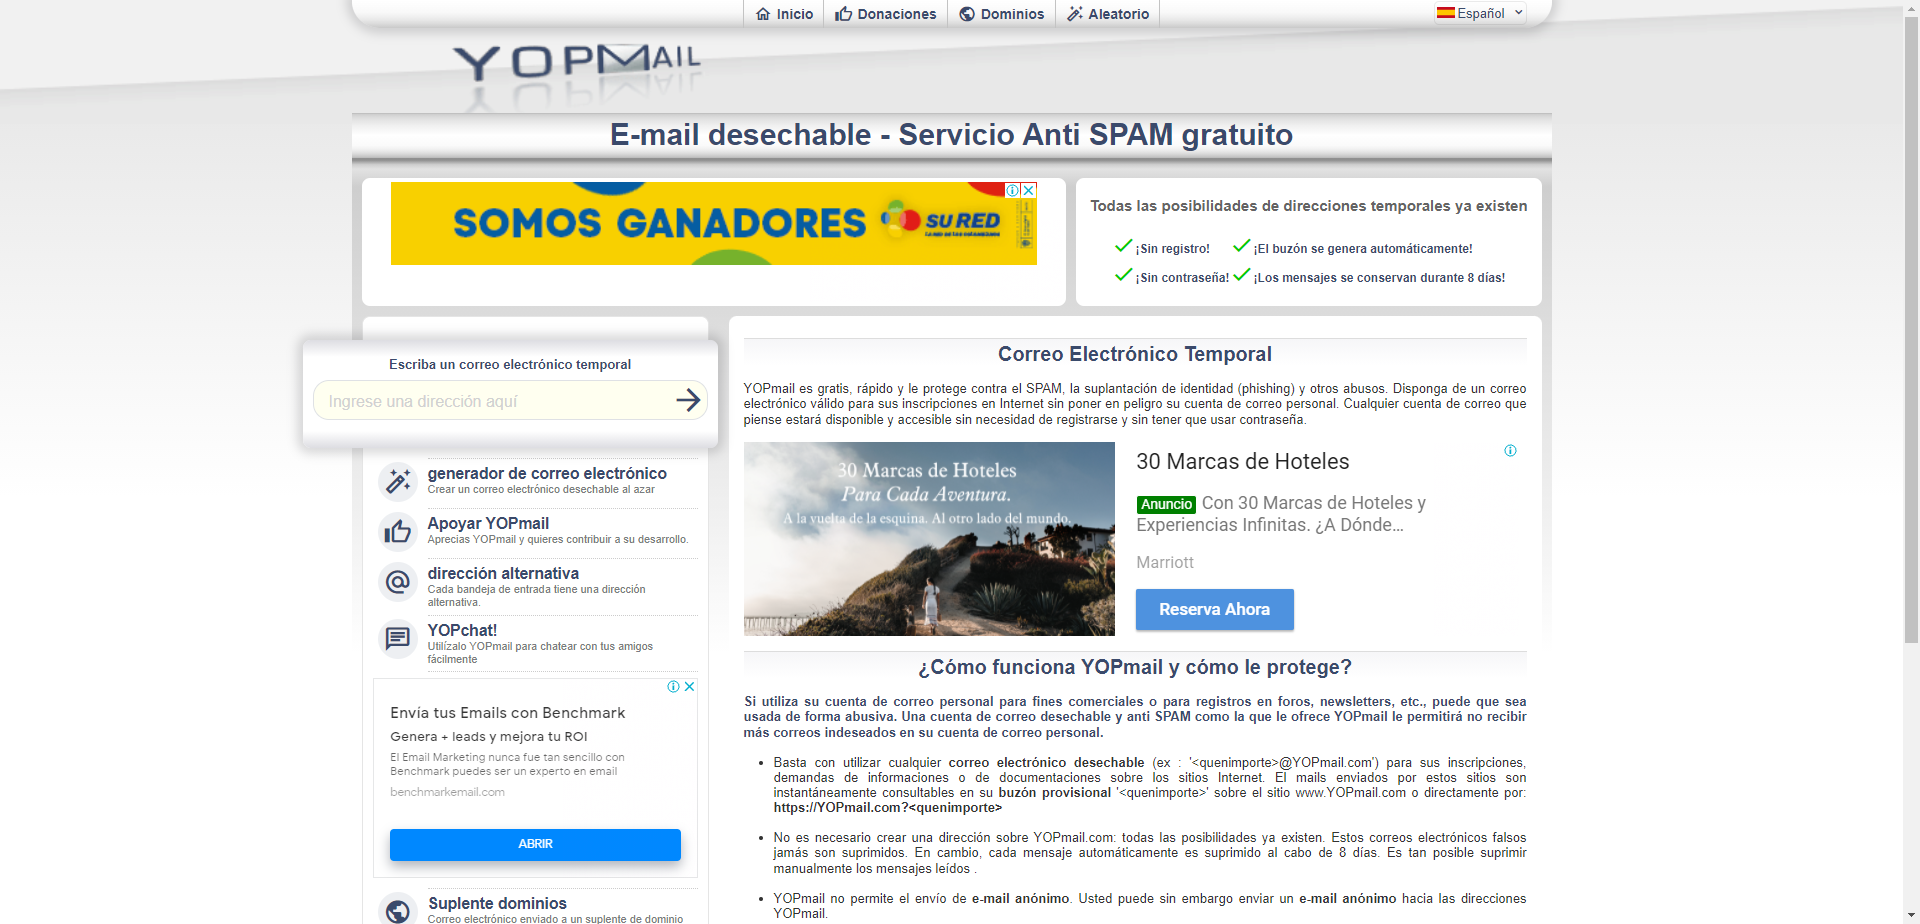 Inicio
Donaciones
Dominios
Aleatorio
Español
YOPMAIL
E-mail desechable - Servicio Anti SPAM gratuito
SOMOS GANADORES
SU RED
Todas las posibilidades de direcciones temporales ya existen
¡Sin registro!
¡El buzón se genera automáticamente!
¡Sin contraseña!
¡Los mensajes se conservan durante 8 días!
Escriba un correo electrónico temporal
Ingrese una dirección aquí
generador de correo electrónico
Crear un correo electrónico desechable al azar
Apoyar YOPmail
Aprecias YOPmail y quieres contribuir a su desarrollo.
dirección alternativa
Cada bandeja de entrada tiene una dirección
alternativa.
YOPchat!
Utilízalo YOPmail para chatear con tus amigos
fácilmente
Envía tus Emails con Benchmark
Genera + leads y mejora tu ROI
El Email Marketing nunca fue tan sencillo con
Benchmark puedes ser un experto en email
benchmarkemail.com
ABRIR
Suplente dominios
Correo electrónico enviado a un suplente de dominio
Correo Electrónico Temporal
YOPmail es gratis, rápido y le protege contra el SPAM, la suplantación de identidad (phishing) y otros abusos. Disponga de un correo
electrónico válido para sus inscripciones en Internet sin poner en peligro su cuenta de correo personal. Cualquier cuenta de correo que
piense estará disponible y accesible sin necesidad de registrarse y sin tener que usar contraseña.
30 Marcas de Hoteles
Para Cada Aventura.
A la vuelta de la esquina. Al otro lado del mundo.
30 Marcas de Hoteles
Anuncio Con 30 Marcas de Hoteles y
Experiencias Infinitas. ¿A Dónde...
Marriott
Reserva Ahora
¿Cómo funciona YOPmail y cómo le protege?
Si utiliza su cuenta de correo personal para fines comerciales o para registros en foros, newsletters, etc., puede que sea
usada de forma abusiva. Una cuenta de correo desechable y anti SPAM como la que le ofrece YOPmail le permitirá no recibir
más correos indeseados en su cuenta de correo personal.
• Basta con utilizar cualquier correo electrónico desechable (ex : '<quenimporte>@YOPmail.com') para sus inscripciones,
demandas de informaciones o de documentaciones sobre los sitios Internet. El mails enviados por estos sitios son
instantáneamente consultables en su buzón provisional '<quenimporte>' sobre el sitio www.YOPmail.com o directamente por:
https://YOPmail.com?<quenimporte>
• No es necesario crear una dirección sobre YOPmail.com: todas las posibilidades ya existen. Estos correos electrónicos falsos
jamás son suprimidos. En cambio, cada mensaje automáticamente es suprimido al cabo de 8 días. Es tan posible suprimir
manualmente los mensajes leídos .
• YOPmail no permite el envío de e-mail anónimo. Usted puede sin embargo enviar un e-mail anónimo hacia las direcciones
YOPmail.